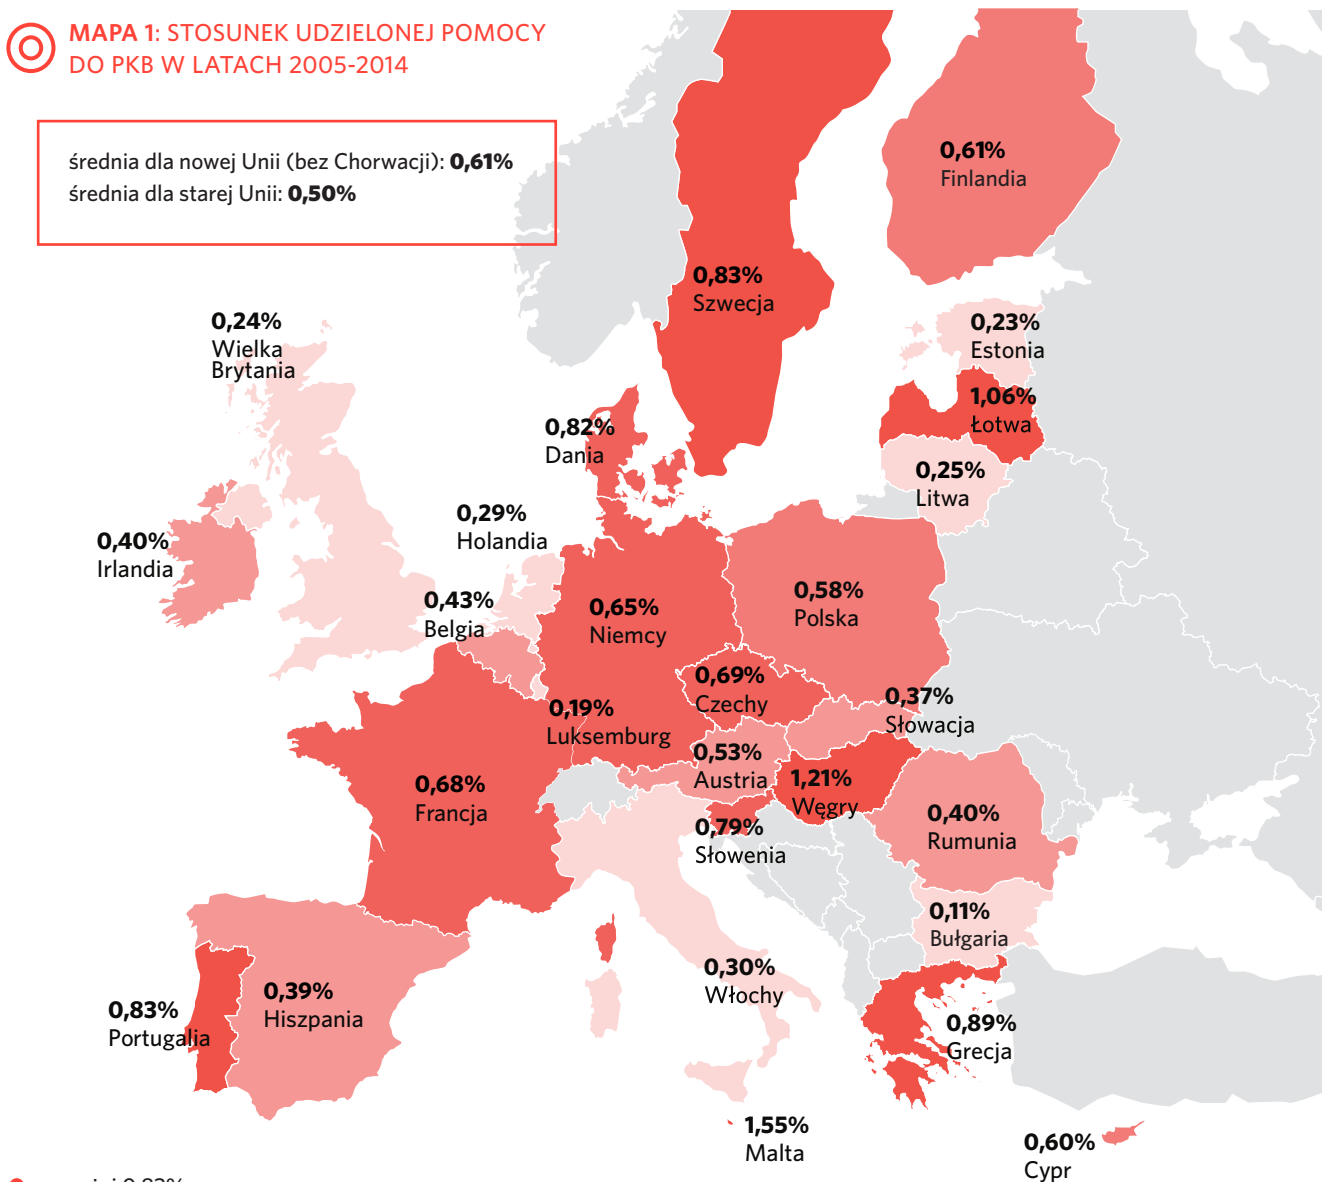 MAPA 1: STOSUNEK UDZIELONEJ POMOCY
DO PKB W LATACH 2005-2014
średnia dla nowej Unii (bez Chorwacji): 0,61%
średnia dla starej Unii: 0,50%
0,61%
Finlandia
0,83%
Szwecja
0,24%
Wielka
Brytania
0,23%
Estonia
1,06%
Łotwa
0,82%
Dania
0,25%
Litwa
0,29%
Holandia
0,40%
Irlandia
0,43%
Belgia
0,65%
Niemcy
0,58%
Polska
0,69%
Czechy
0,37%
Słowacja
0,19%
Luksemburg
0,53%
Austria
1,21%
Węgry
0,68%
Francja
0,79%
Słowenia
0,40%
Rumunia
0,11%
Bułgaria
0,30%
Włochy
0,39%
Hiszpania
0,83%
Portugalia
0,89%
Grecja
1,55%
Malta
0,60%
Cypr
0,83%